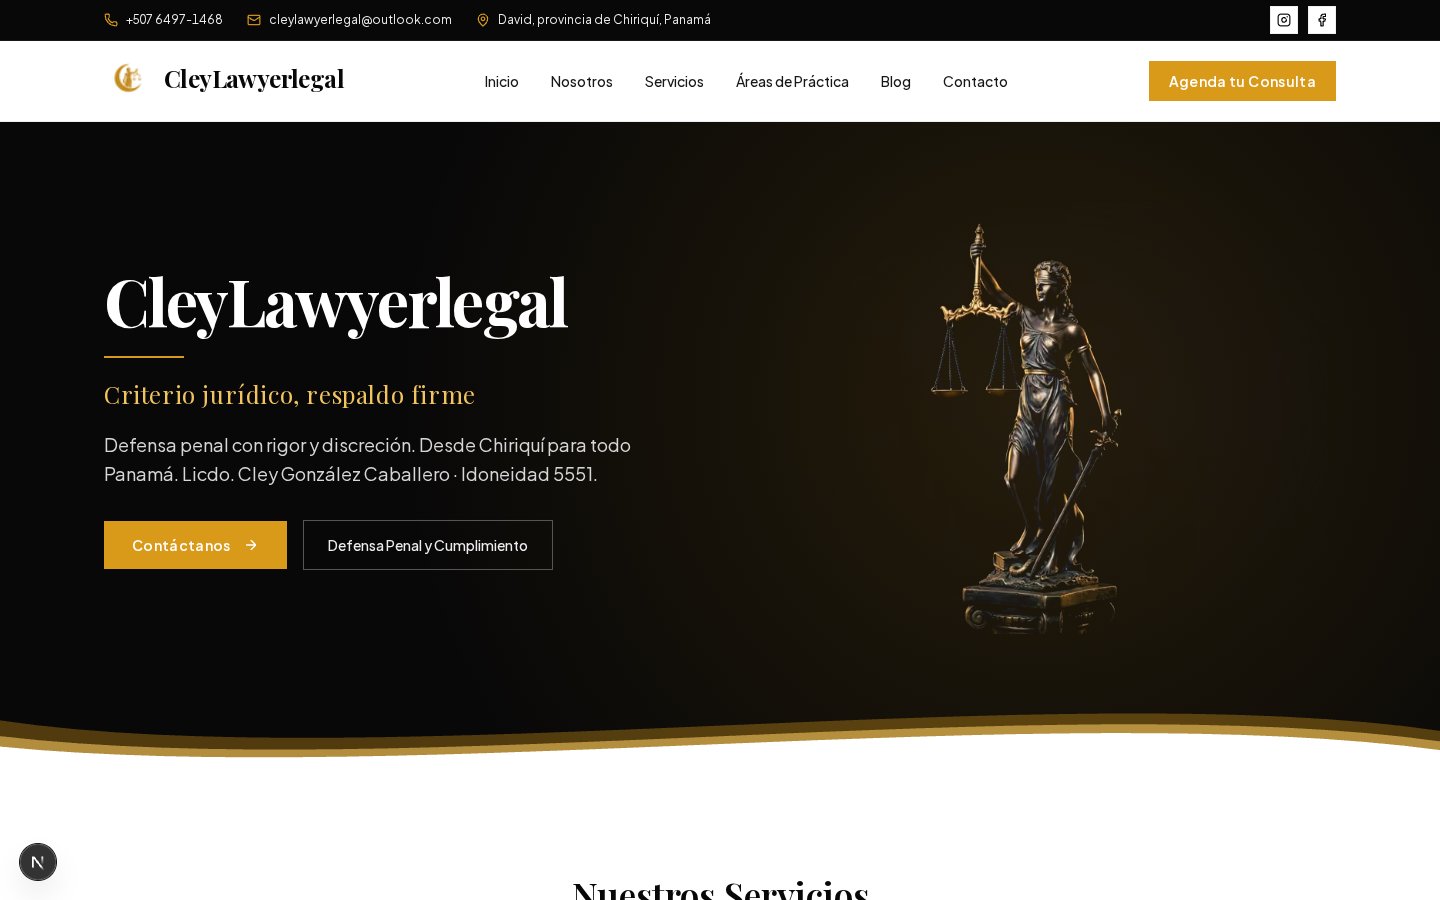 +507 6497-1468
cleylawyerlegal@outlook.com
David, provincia de Chiriquí, Panamá
CleyLawyerlegal
Inicio
Nosotros
Servicios
Áreas de Práctica
Blog
Contacto
Agenda tu Consulta
CleyLawyerlegal
Criterio jurídico, respaldo firme
Defensa penal con rigor y discreción. Desde Chiriquí para todo
Panamá. Licdo. Cley González Caballero · Idoneidad 5551.
Contáctanos
Defensa Penal y Cumplimiento
N
Nuestros Servicios